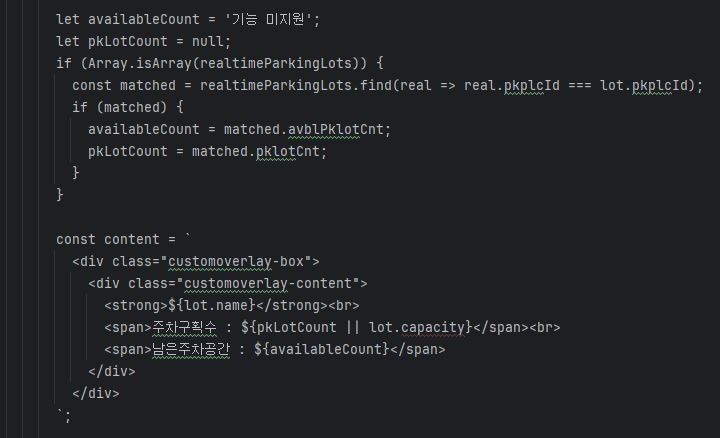 let availableCount = '기능 미지원';
let pkLotCount = null;
if (Array.isArray(realtimeParkingLots)) {
const matched = realtimeParkingLots.find(real => real.pkplcId === lot.pkplcId);
if (matched) {
availableCount = matched.avblPklotCnt;
pkLotCount = matched.pklotCnt;
}
}
const content = `
<div class="customoverlay-box">
<div class="customoverlay-content">
<strong>${lot.name}</strong><br>
<span>주차구획수 : ${pkLotCount || lot.capacity}</span><br>
<span>남은주차공간 : ${availableCount}</span>
</div>
</div>
`;